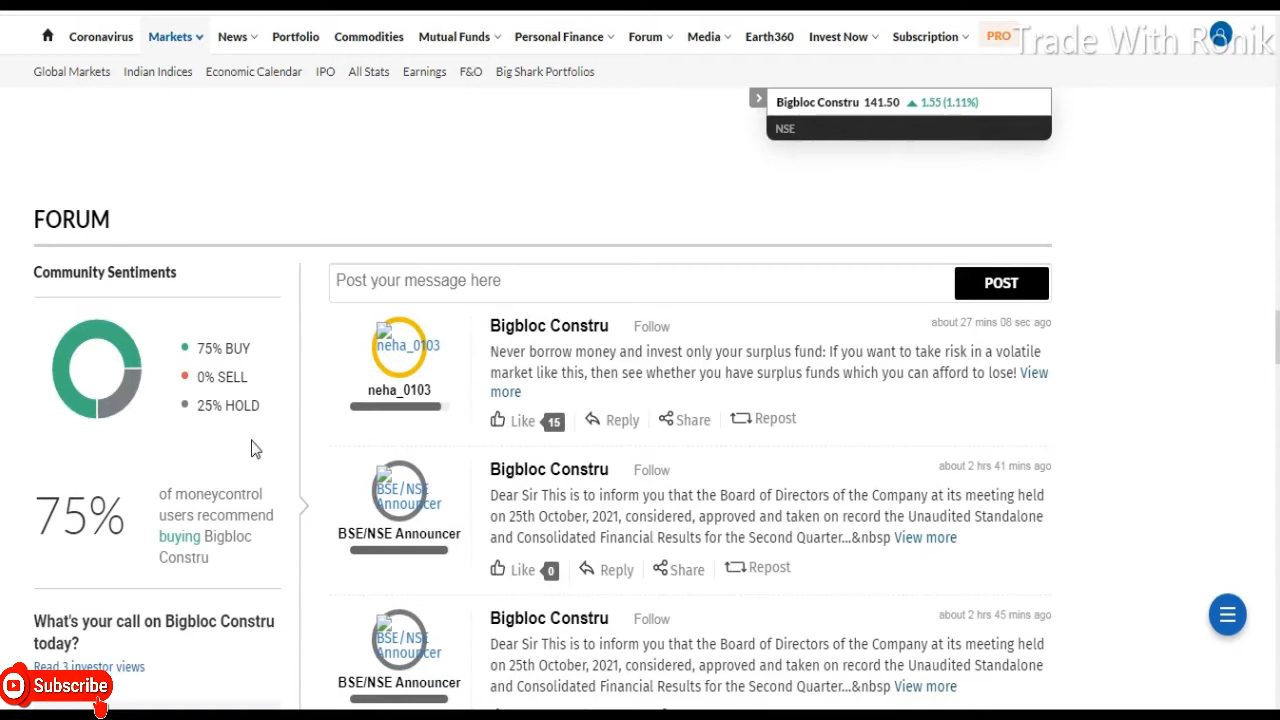 Coronavirus Markets News Portfolio Commodities Mutual Funds Personal Finance Forum Media Earth360 Invest Now Subscription PRO
Trade With Ronik
Global Markets Indian Indices Economic Calendar IPO All Stats Earnings F&O Big Shark Portfolios
Bigbloc Constru 141.50 ▲ 1.55 (1.11%)
NSE
FORUM
Community Sentiments
75% BUY
0% SELL
25% HOLD
75%
of moneycontrol
users recommend
buying Bigbloc
Constru
What's your call on Bigbloc Constru
today?
Read 3 investor views
Subscribe
Post your message here
POST
neha_0103
neha_0103
Bigbloc Constru Follow about 27 mins 08 sec ago
Never borrow money and invest only your surplus fund: If you want to take risk in a volatile
market like this, then see whether you have surplus funds which you can afford to lose! View
more
Like 15 Reply Share Repost
BSE/NSE
Announcer
BSE/NSE Announcer
Bigbloc Constru Follow about 2 hrs 41 mins ago
Dear Sir This is to inform you that the Board of Directors of the Company at its meeting held
on 25th October, 2021, considered, approved and taken on record the Unaudited Standalone
and Consolidated Financial Results for the Second Quarter...&nbsp View more
Like 0 Reply Share Repost
BSE/NSE
Announcer
BSE/NSE Announcer
Bigbloc Constru Follow about 2 hrs 45 mins ago
Dear Sir This is to inform you that the Board of Directors of the Company at its meeting held
on 25th October, 2021, considered, approved and taken on record the Unaudited Standalone
and Consolidated Financial Results for the Second Quarter...&nbsp View more